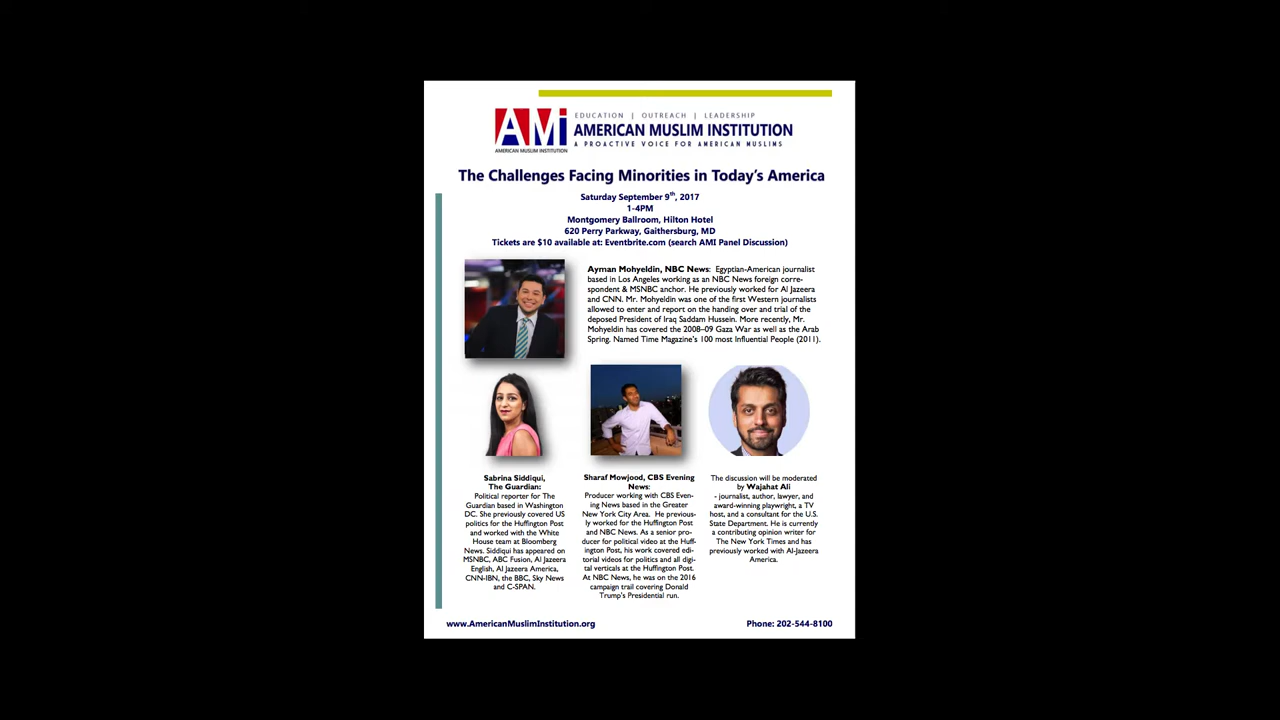 AMi
AMERICAN MUSLIM INSTITUTION
EDUCATION | OUTREACH | LEADERSHIP
AMERICAN MUSLIM INSTITUTION
A PROACTIVE VOICE FOR AMERICAN MUSLIMS
The Challenges Facing Minorities in Today's America
Saturday September 9th, 2017
1-4PM
Montgomery Ballroom, Hilton Hotel
620 Perry Parkway, Gaithersburg, MD
Tickets are $10 available at: Eventbrite.com (search AMI Panel Discussion)
Ayman Mohyeldin, NBC News: Egyptian-American journalist
based in Los Angeles working as an NBC News foreign corre-
spondent & MSNBC anchor. He previously worked for Al Jazeera
and CNN. Mr. Mohyeldin was one of the first Western journalists
allowed to enter and report on the handing over and trial of the
deposed President of Iraq Saddam Hussein. More recently, Mr.
Mohyeldin has covered the 2008–09 Gaza War as well as the Arab
Spring. Named Time Magazine's 100 most Influential People (2011).
Sabrina Siddiqui,
The Guardian:
Political reporter for The
Guardian based in Washington
DC. She previously covered US
politics for the Huffington Post
and worked with the White
House team at Bloomberg
News. Siddiqui has appeared on
MSNBC, ABC Fusion, Al Jazeera
English, Al Jazeera America,
CNN-IBN, the BBC, Sky News
and C-SPAN.
Sharaf Mowjood, CBS Evening
News:
Producer working with CBS Even-
ing News based in the Greater
New York City Area. He previous-
ly worked for the Huffington Post
and NBC News. As a senior pro-
ducer for political video at the Huff-
ington Post, his work covered edi-
torial videos for politics and all digi-
tal verticals at the Huffington Post.
At NBC News, he was on the 2016
campaign trail covering Donald
Trump's Presidential run.
The discussion will be moderated
by Wajahat Ali
- journalist, author, lawyer, and
award-winning playwright, a TV
host, and a consultant for the U.S.
State Department. He is currently
a contributing opinion writer for
The New York Times and has
previously worked with Al-Jazeera
America.
www.AmericanMuslimInstitution.org
Phone: 202-544-8100